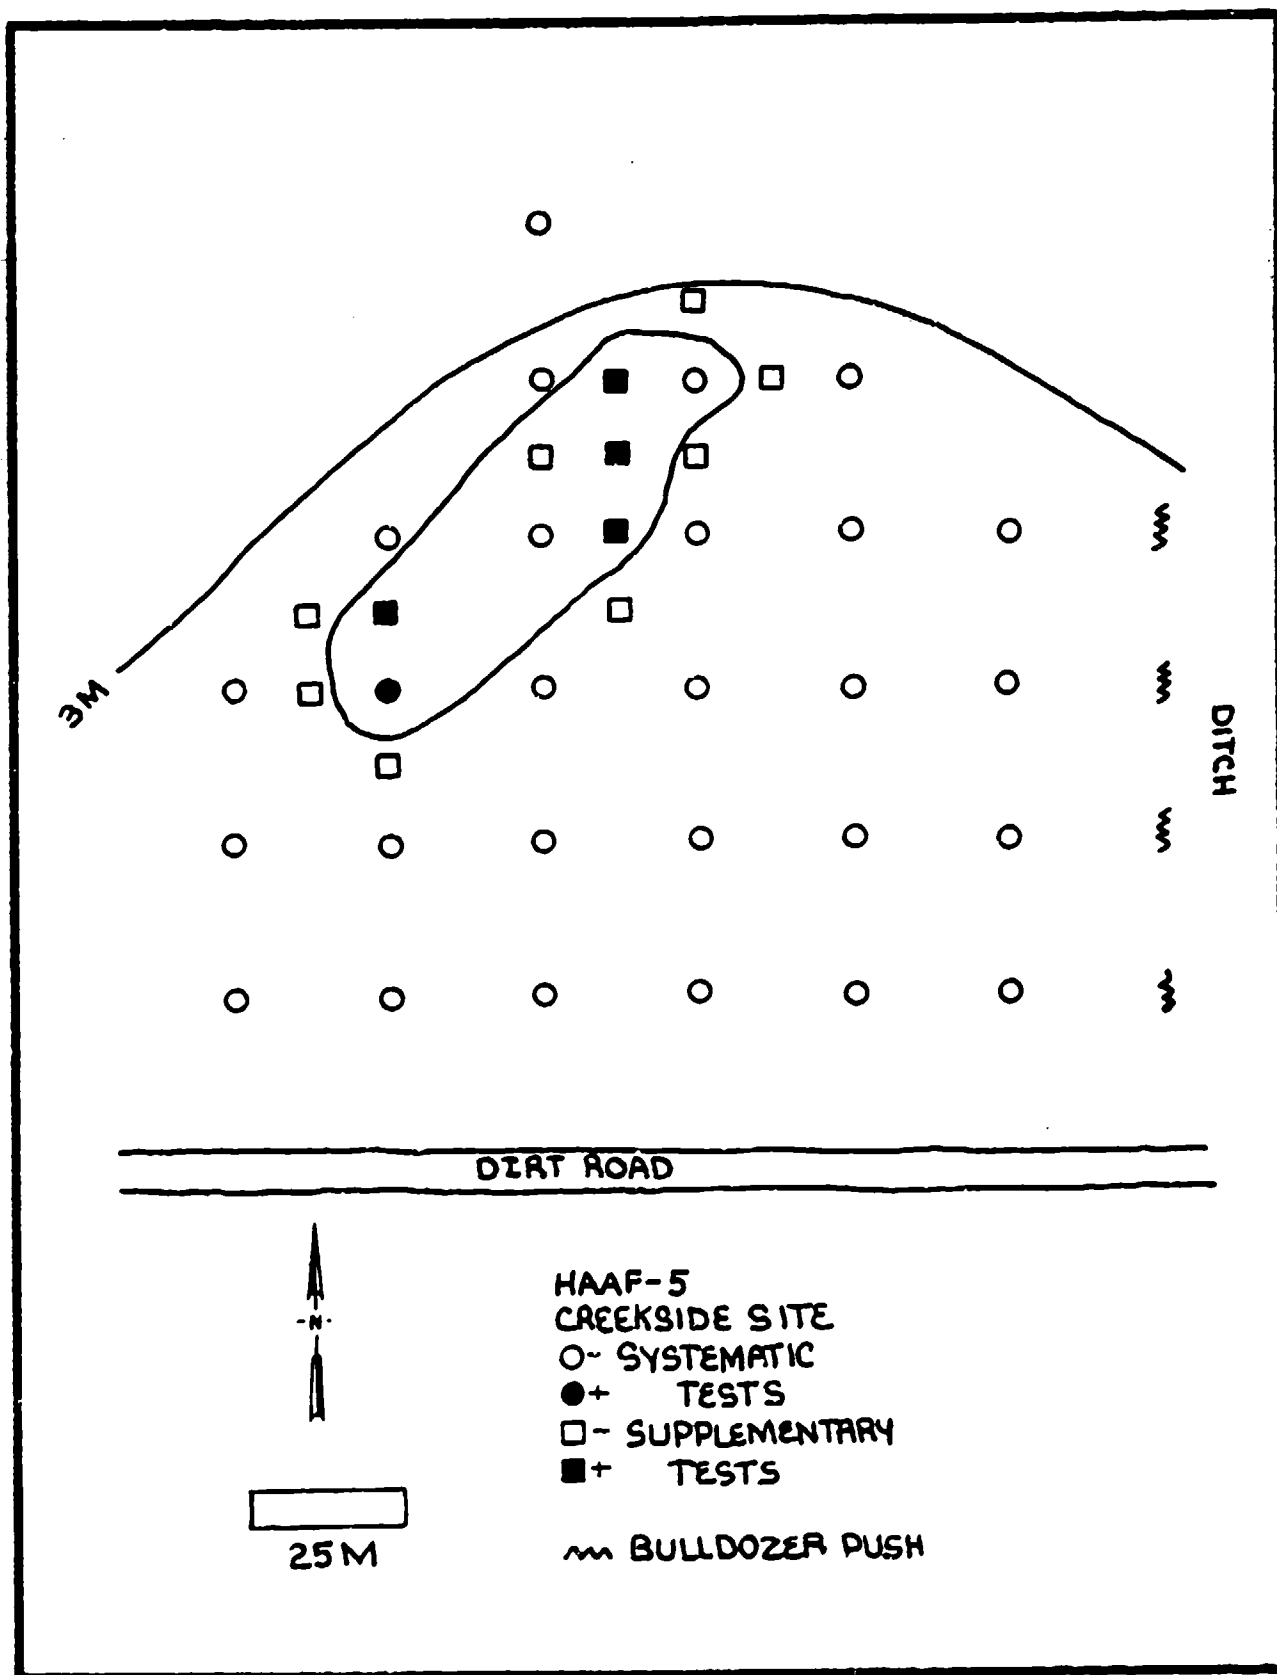 3M
DITCH
DIRT ROAD
-N-
HAAF-5
CREEKSIDE SITE
○- SYSTEMATIC
●+ TESTS
□- SUPPLEMENTARY
■+ TESTS
25M
BULLDOZER PUSH